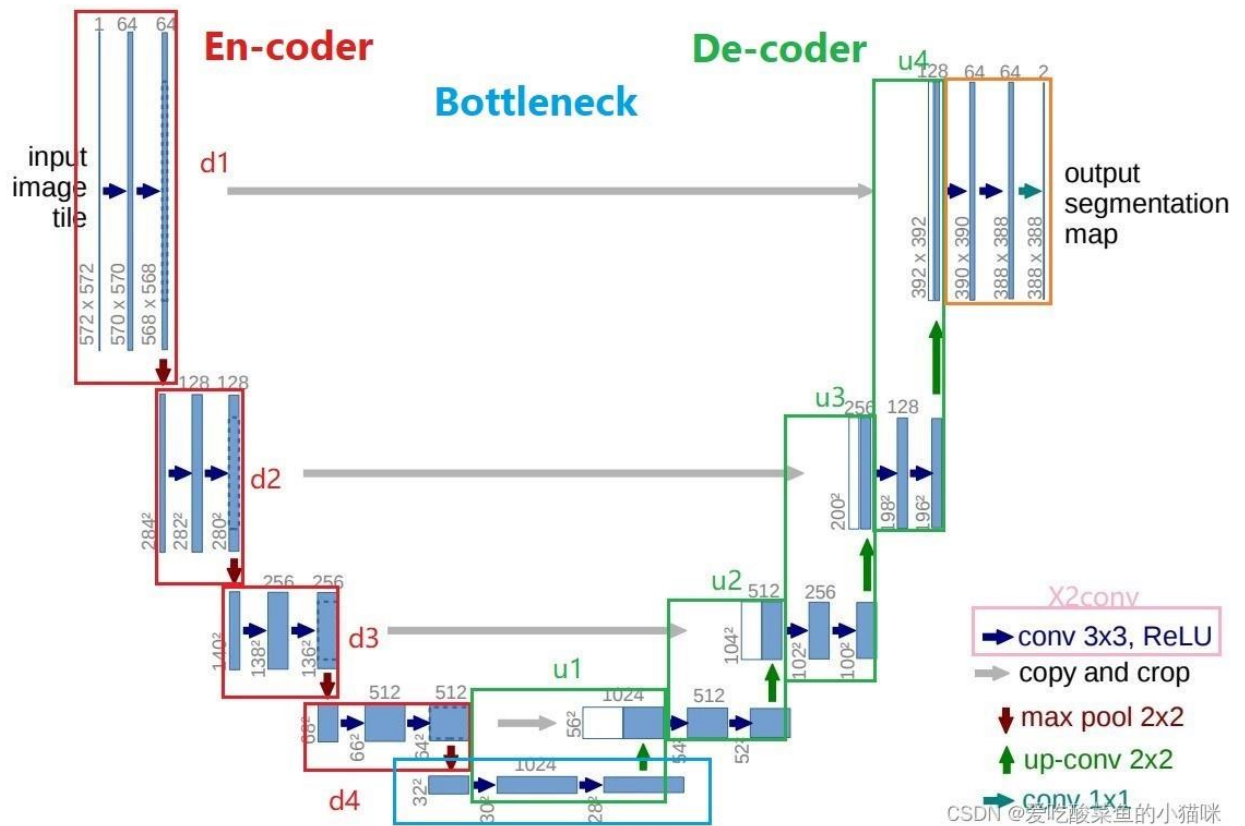 1 64 64
En-coder
De-coder
u4
128 64 64 2
Bottleneck
input
image
tile
d1
output
segmentation
map
572 x 572
570 x 570
568 x 568
392 x 392
390 x 390
388 x 388
388 x 388
128 128
u3
256 128
d2
284²
282²
280²
200²
198²
196²
256 256
u2
512 256
d3
140²
138²
136²
104²
102²
100²
X2conv
conv 3x3, ReLU
copy and crop
max pool 2x2
up-conv 2x2
conv 1x1
512 512
u1
1024 512
68²
66²
64²
56²
54²
52²
d4
1024
32²
30²
28²
CSDN @爱吃酸菜鱼的小猫咪